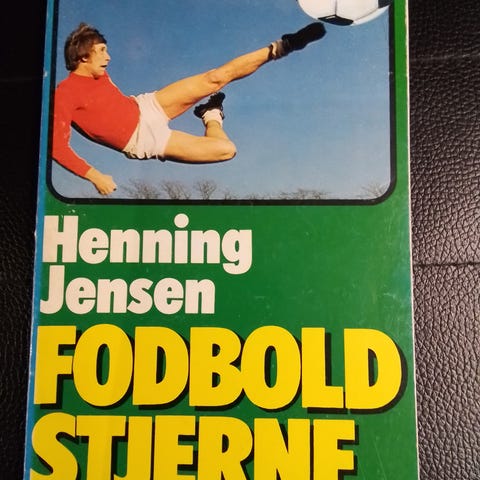 Henning
Jensen
FODBOLD
STJERNE